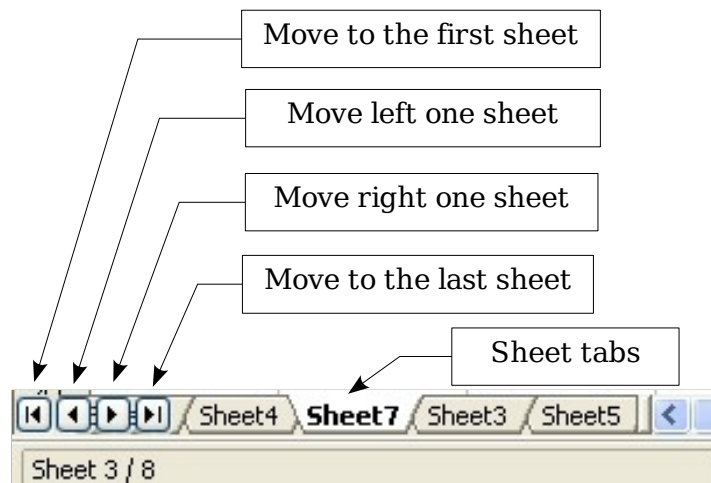 Move to the first sheet
Move left one sheet
Move right one sheet
Move to the last sheet
Sheet tabs
Sheet4 Sheet7 Sheet3 Sheet5
Sheet 3 / 8